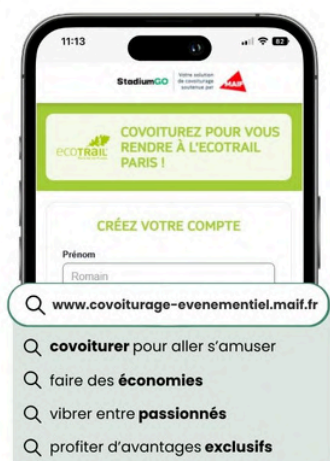 11:13
StadiumGO
Votre solution
de covoiturage
soutenue par
MAIF
ecoTRAIL
COVOITUREZ POUR VOUS
RENDRE À L'ECOTRAIL
PARIS !
CRÉEZ VOTRE COMPTE
Prénom
Romain
www.covoiturage-evenementiel.maif.fr
covoiturer pour aller s'amuser
faire des économies
vibrer entre passionnés
profiter d'avantages exclusifs